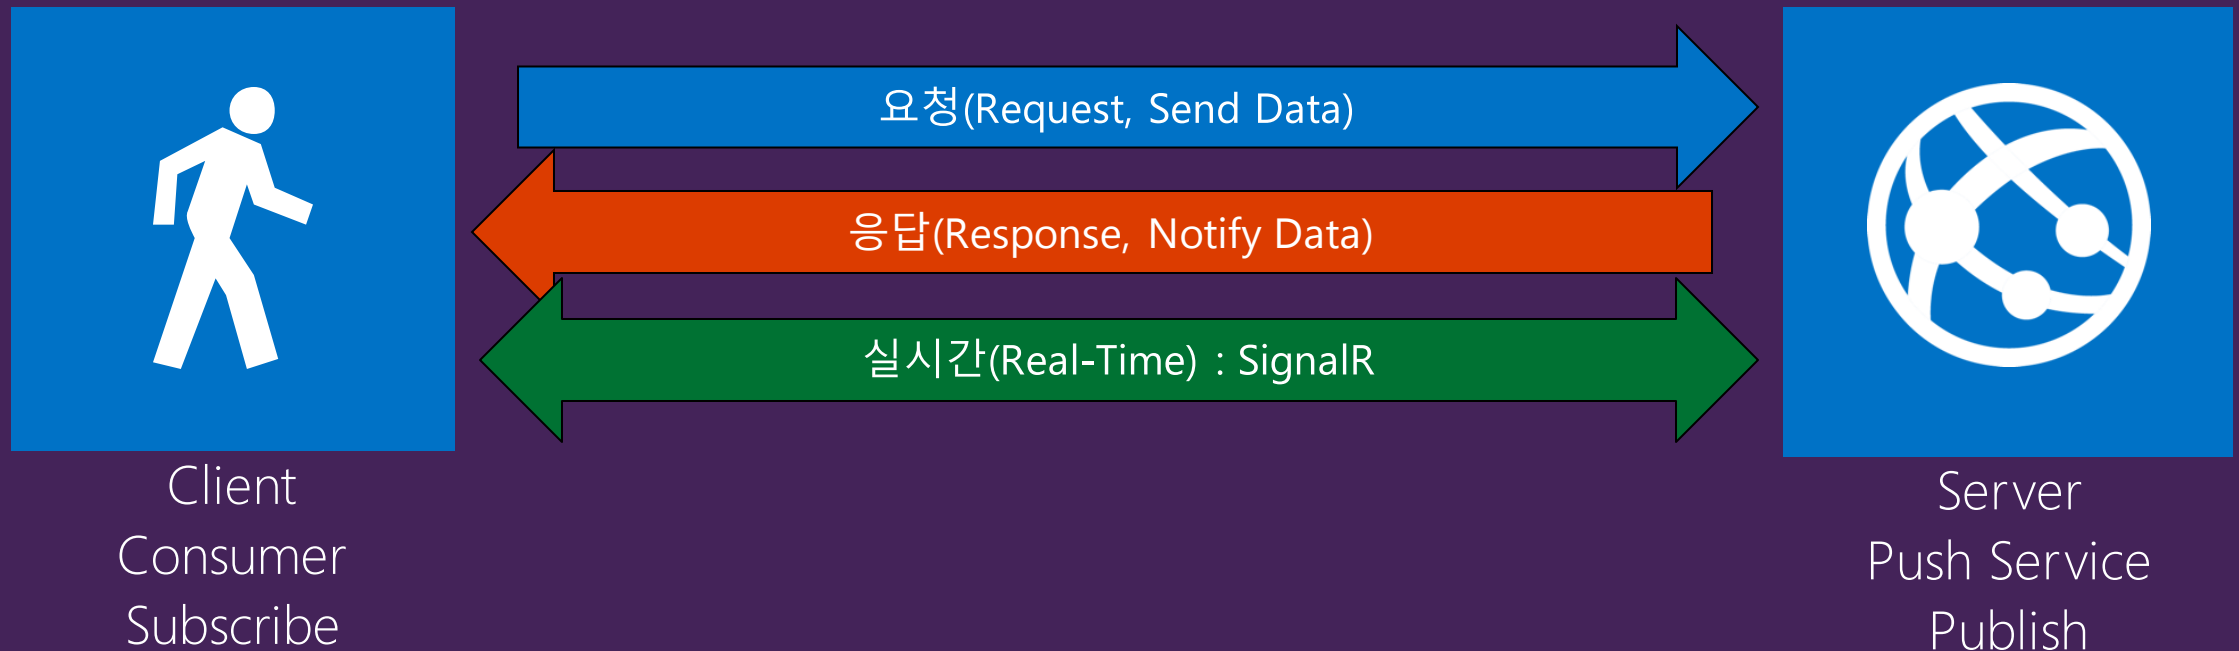 요청(Request, Send Data)
응답(Response, Notify Data)
실시간(Real-Time) : SignalR
Client
Consumer
Subscribe
Server
Push Service
Publish